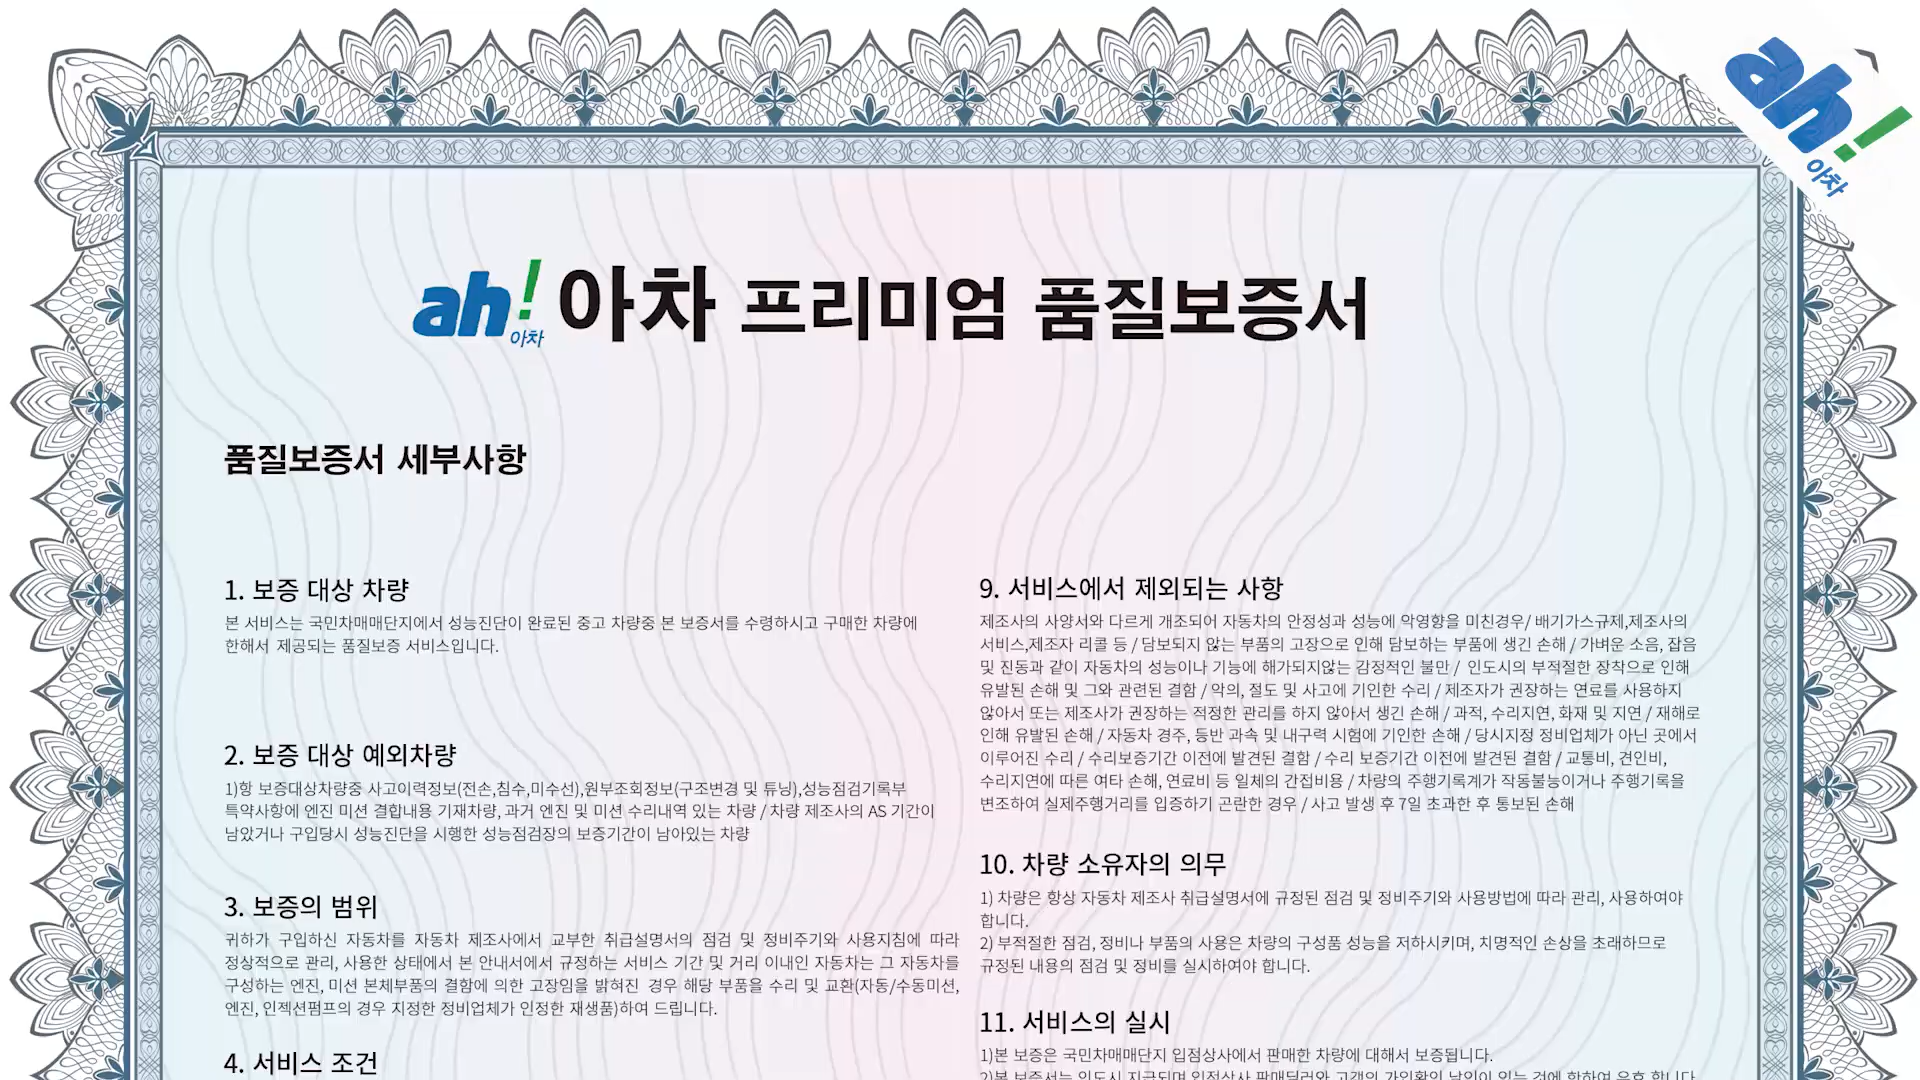 ah!
아차
ah! 아차 프리미엄 품질보증서
아차
품질보증서 세부사항
1. 보증 대상 차량
본 서비스는 국민차매매단지에서 성능진단이 완료된 중고 차량중 본 보증서를 수령하시고 구매한 차량에
한해서 제공되는 품질보증 서비스입니다.
2. 보증 대상 예외차량
1)항 보증대상차량중 사고이력정보(전손,침수,미수선),원부조회정보(구조변경 및 튜닝),성능점검기록부
특약사항에 엔진 미션 결합내용 기재차량, 과거 엔진 및 미션 수리내역 있는 차량 / 차량 제조사의 AS 기간이
남았거나 구입당시 성능진단을 시행한 성능점검장의 보증기간이 남아있는 차량
3. 보증의 범위
귀하가 구입하신 자동차를 자동차 제조사에서 교부한 취급설명서의 점검 및 정비주기와 사용지침에 따라
정상적으로 관리, 사용한 상태에서 본 안내서에서 규정하는 서비스 기간 및 거리 이내인 자동차는 그 자동차를
구성하는 엔진, 미션 본체부품의 결함에 의한 고장임을 밝혀진 경우 해당 부품을 수리 및 교환(자동/수동미션,
엔진, 인젝션펌프의 경우 지정한 정비업체가 인정한 재생품)하여 드립니다.
4. 서비스 조건
9. 서비스에서 제외되는 사항
제조사의 사양서와 다르게 개조되어 자동차의 안정성과 성능에 악영향을 미친경우/ 배기가스규제,제조사의
서비스,제조자 리콜 등 / 담보되지 않는 부품의 고장으로 인해 담보하는 부품에 생긴 손해 / 가벼운 소음, 잡음
및 진동과 같이 자동차의 성능이나 기능에 해가되지않는 감정적인 불만 / 인도시의 부적절한 장착으로 인해
유발된 손해 및 그와 관련된 결함 / 악의, 절도 및 사고에 기인한 수리 / 제조자가 권장하는 연료를 사용하지
않아서 또는 제조사가 권장하는 적정한 관리를 하지 않아서 생긴 손해 / 과적, 수리지연, 화재 및 지연 / 재해로
인해 유발된 손해 / 자동차 경주, 등반 과속 및 내구력 시험에 기인한 손해 / 당시지정 정비업체가 아닌 곳에서
이루어진 수리 / 수리보증기간 이전에 발견된 결함 / 수리 보증기간 이전에 발견된 결함 / 교통비, 견인비,
수리지연에 따른 여타 손해, 연료비 등 일체의 간접비용 / 차량의 주행기록계가 작동불능이거나 주행기록을
변조하여 실제주행거리를 입증하기 곤란한 경우 / 사고 발생 후 7일 초과한 후 통보된 손해
10. 차량 소유자의 의무
1) 차량은 항상 자동차 제조사 취급설명서에 규정된 점검 및 정비주기와 사용방법에 따라 관리, 사용하여야
합니다.
2) 부적절한 점검, 정비나 부품의 사용은 차량의 구성품 성능을 저하시키며, 치명적인 손상을 초래하므로
규정된 내용의 점검 및 정비를 실시하여야 합니다.
11. 서비스의 실시
1)본 보증은 국민차매매단지 입점상사에서 판매한 차량에 대해서 보증됩니다.
2)본 보증서는 인도시 지급되며 입점상사 판매딜러와 고객의 가입확인 날인이 있는 것에 한하여 유효 합니다.